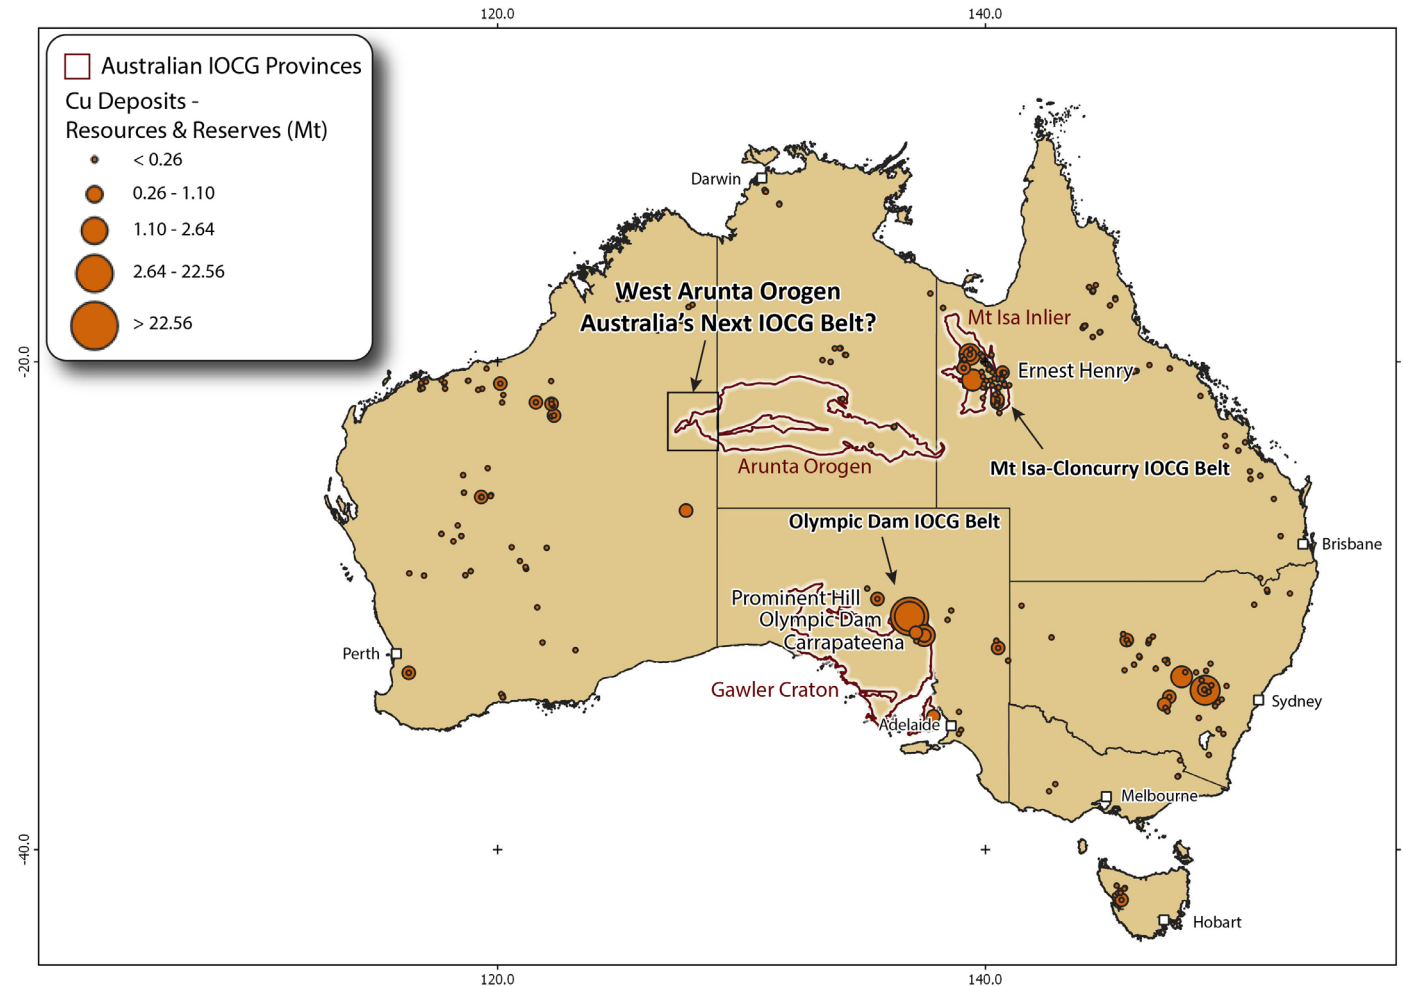 120.0
140.0
Australian IOCG Provinces
Cu Deposits -
Resources & Reserves (Mt)
< 0.26
0.26 - 1.10
1.10 - 2.64
2.64 - 22.56
> 22.56
Darwin
West Arunta Orogen
Australia's Next IOCG Belt?
Mt Isa Inlier
-20.0
Ernest Henry
Arunta Orogen
Mt Isa-Cloncurry IOCG Belt
Olympic Dam IOCG Belt
Brisbane
Prominent Hill
Olympic Dam
Carrapateena
Perth
Gawler Craton
Sydney
Adelaide
Melbourne
-40.0
Hobart
120.0
140.0